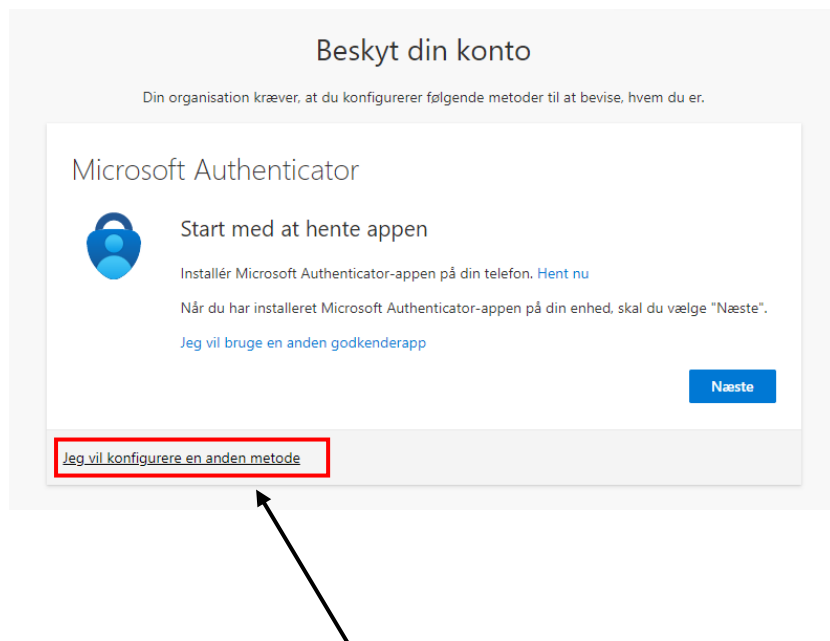 Beskyt din konto
Din organisation kræver, at du konfigurerer følgende metoder til at bevise, hvem du er.
Microsoft Authenticator
Start med at hente appen
Installér Microsoft Authenticator-appen på din telefon. Hent nu
Når du har installeret Microsoft Authenticator-appen på din enhed, skal du vælge "Næste".
Jeg vil bruge en anden godkenderapp
Næste
Jeg vil konfigurere en anden metode